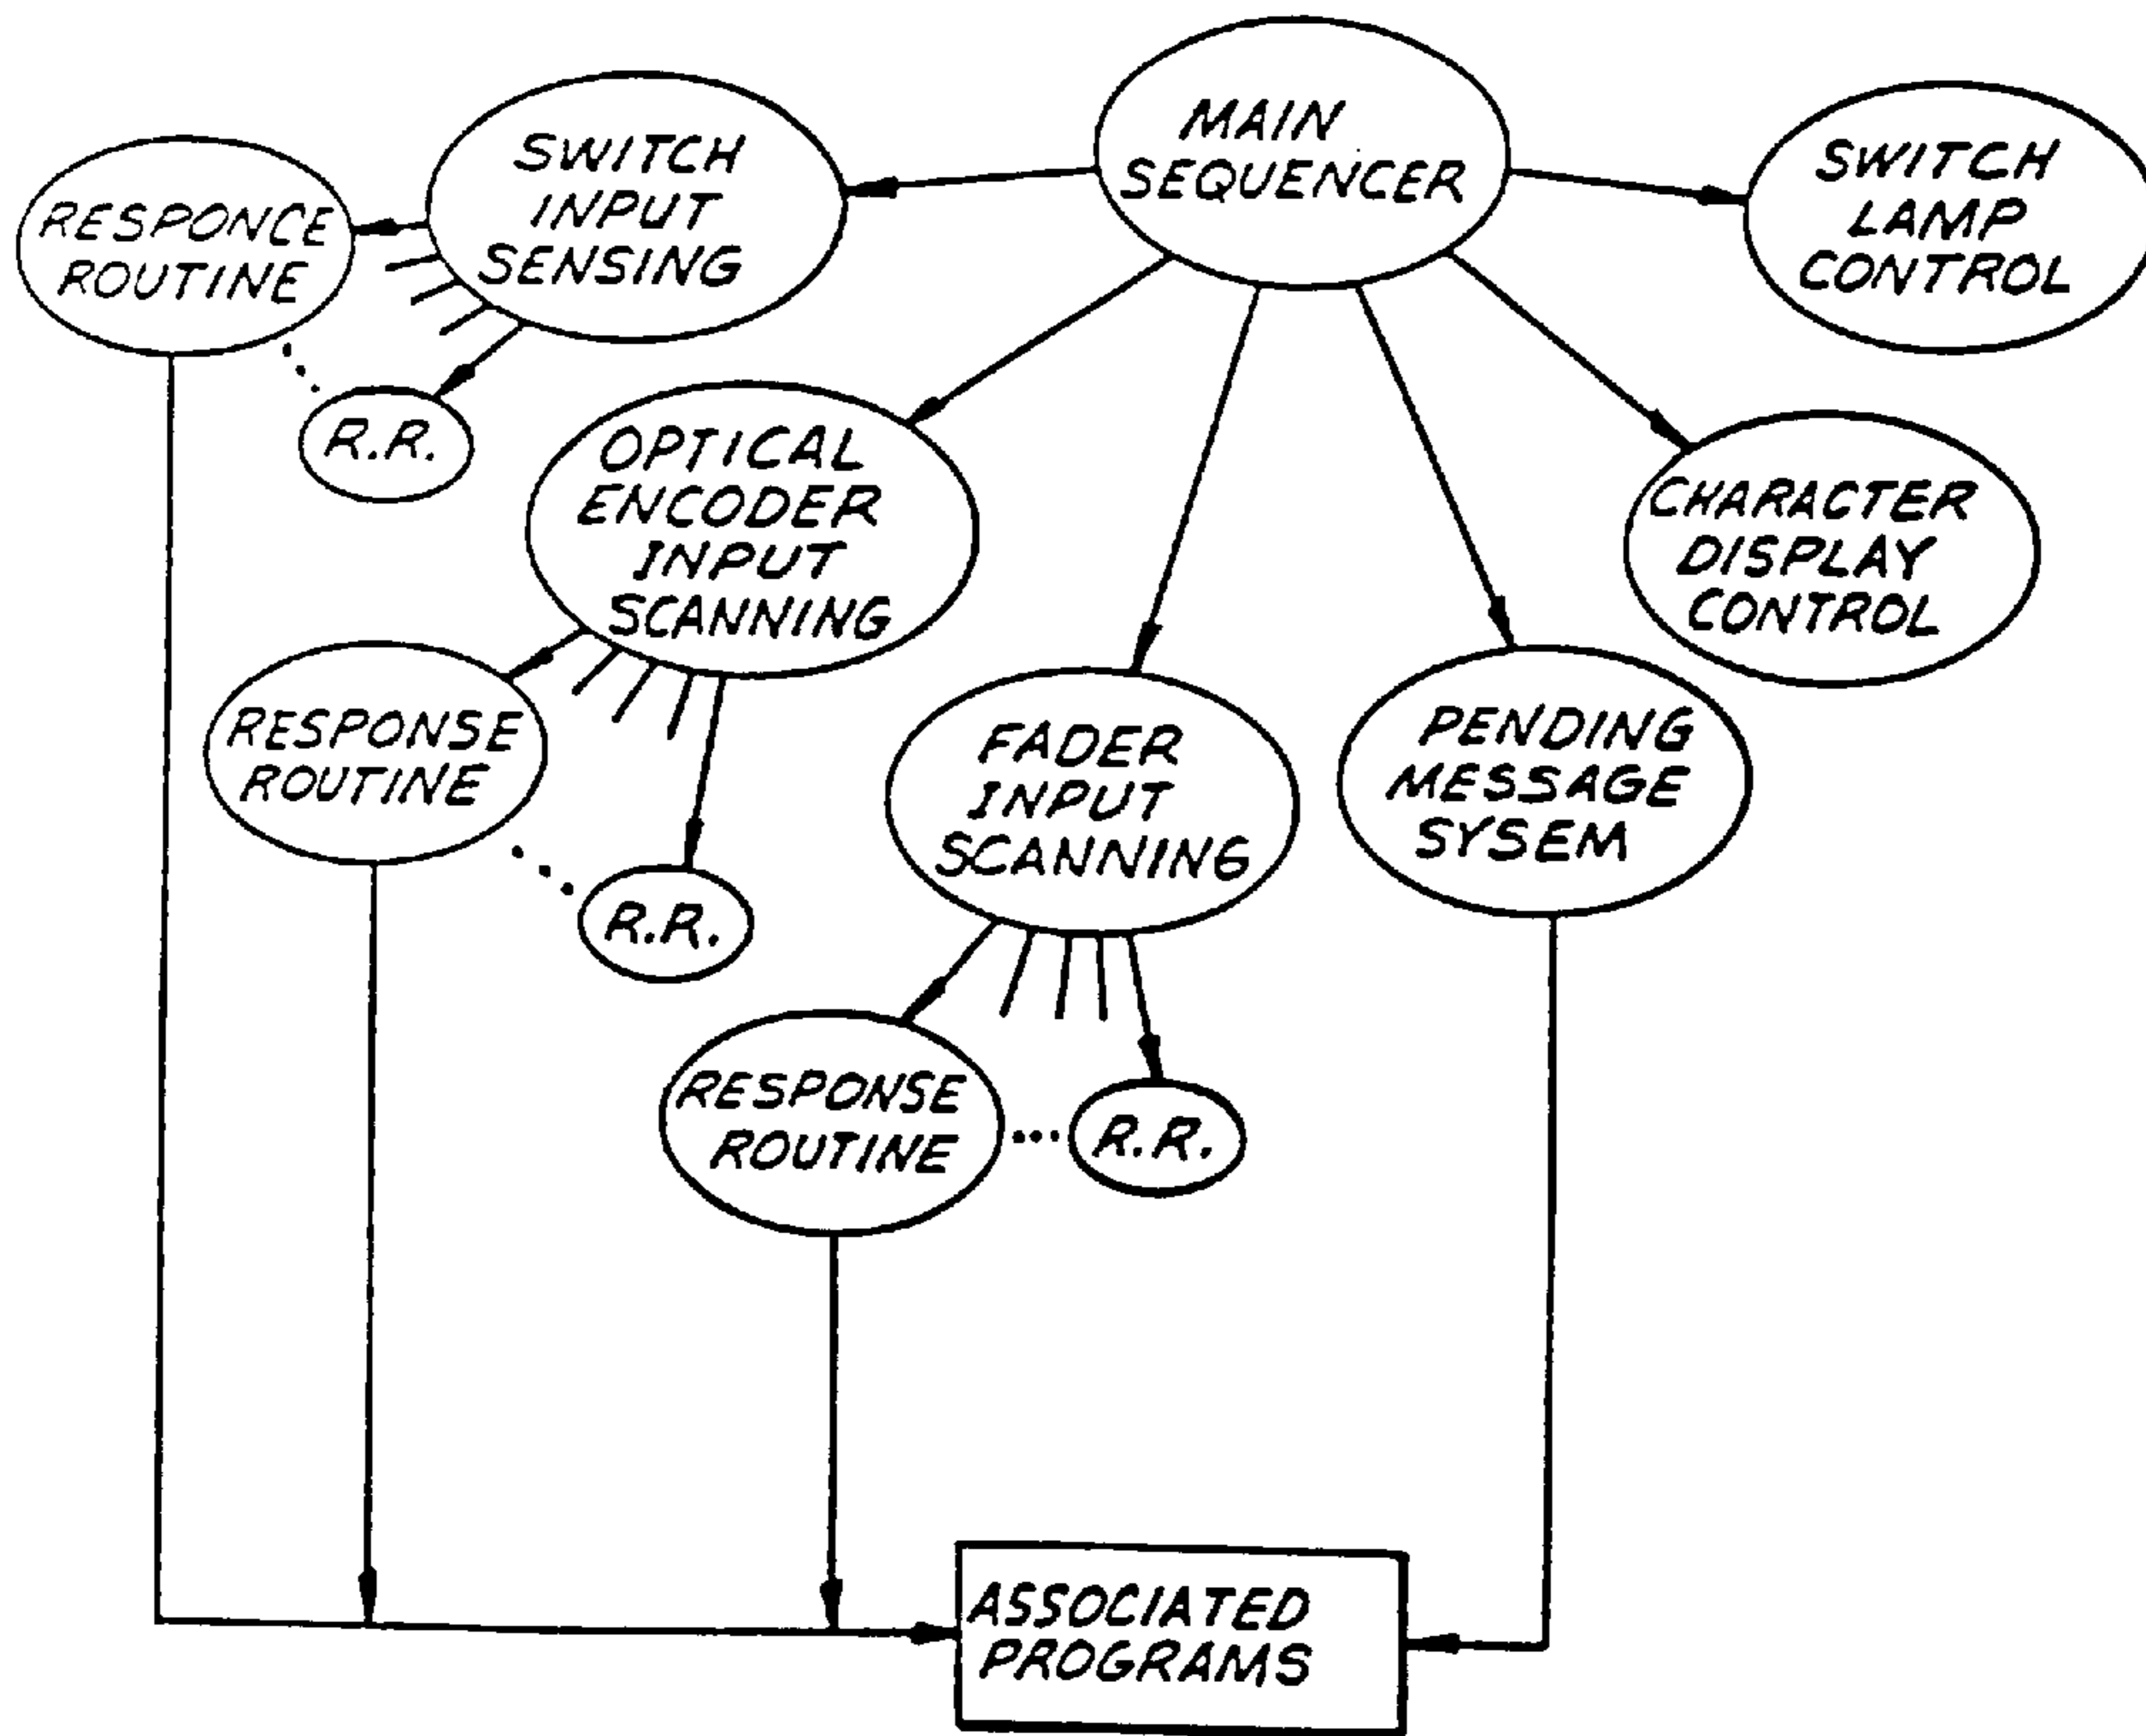 MAIN
SEQUENCER
SWITCH
INPUT
SENSING
SWITCH
LAMP
CONTROL
RESPONCE
ROUTINE
R.R.
OPTICAL
ENCODER
INPUT
SCANNING
CHARACTER
DISPLAY
CONTROL
RESPONSE
ROUTINE
R.R.
FADER
INPUT
SCANNING
PENDING
MESSAGE
SYSEM
RESPONSE
ROUTINE
R.R.
ASSOCIATED
PROGRAMS